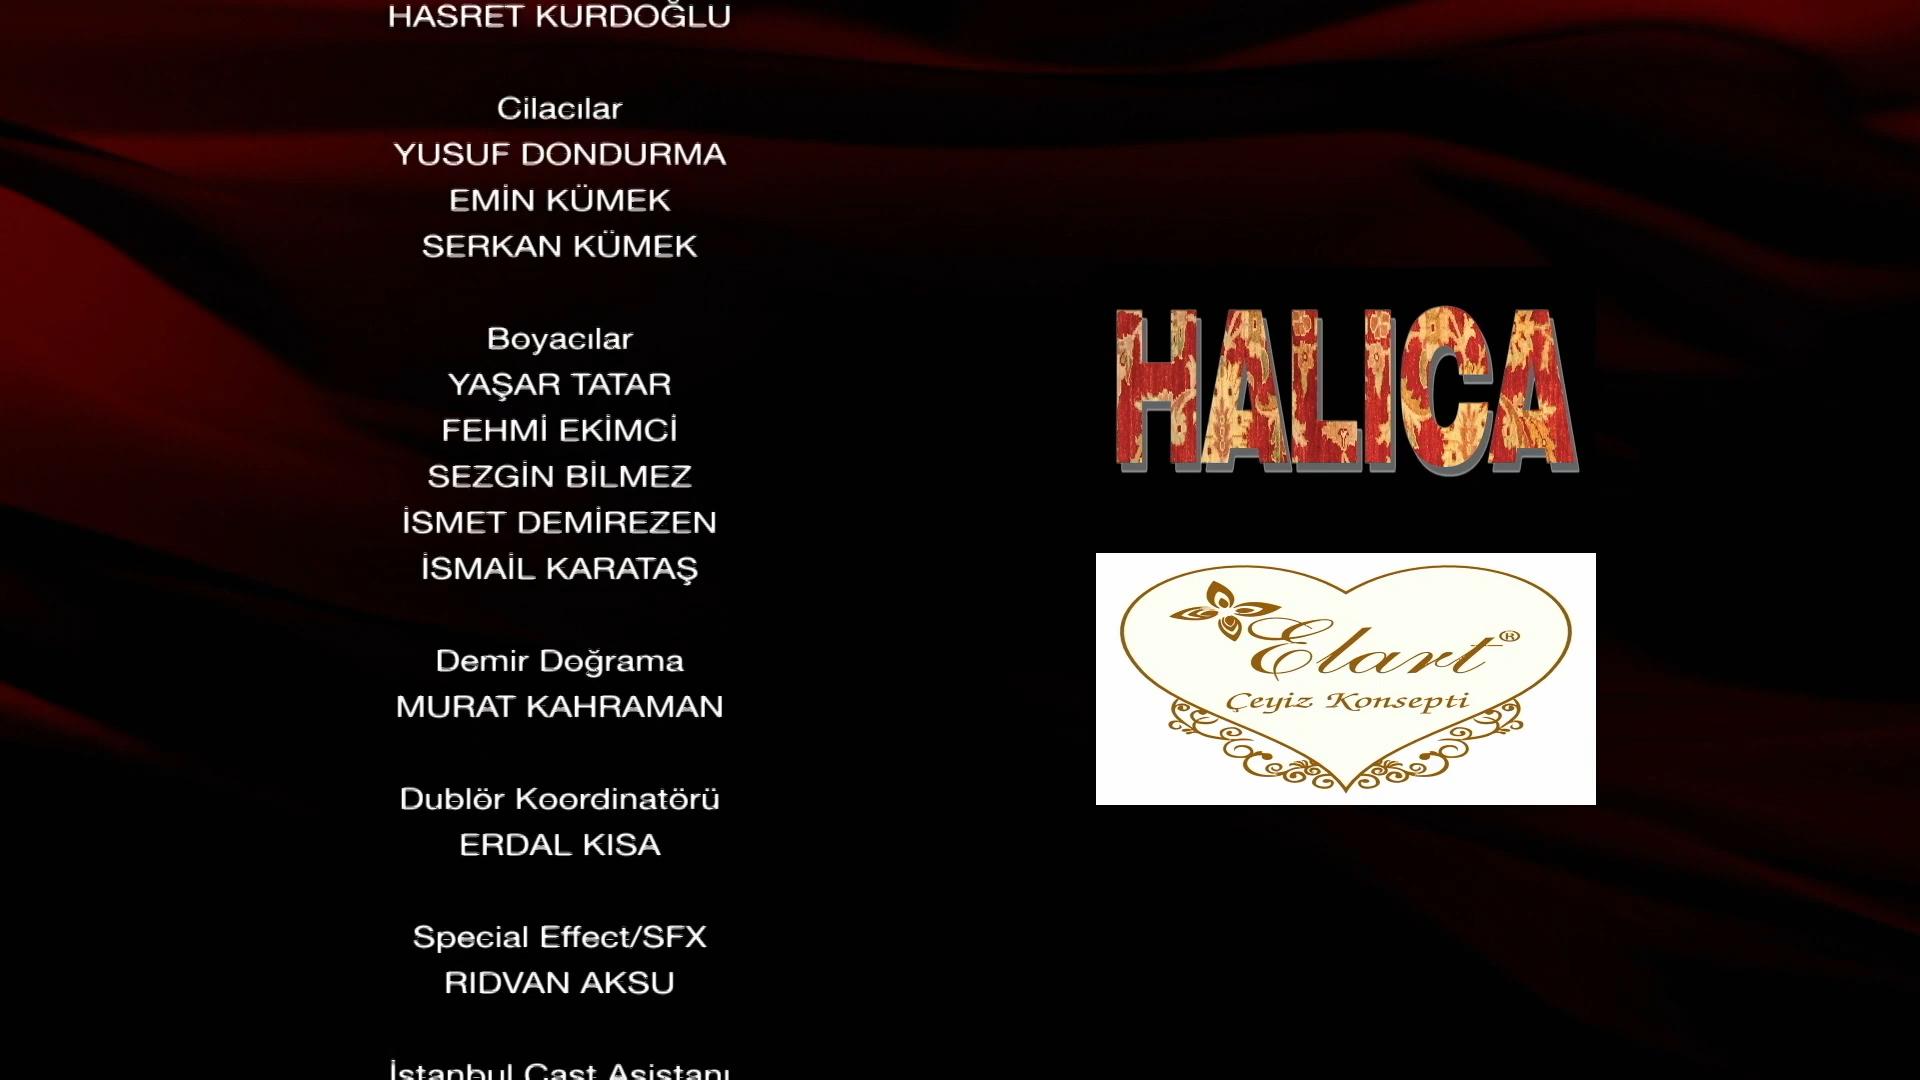 HASRET KURDOĞLU
Cilacılar
YUSUF DONDURMA
EMİN KÜMEK
SERKAN KÜMEK
Boyacılar
YAŞAR TATAR
FEHMİ EKİMCİ
SEZGİN BİLMEZ
İSMET DEMİREZEN
İSMAİL KARATAŞ
Demir Doğrama
MURAT KAHRAMAN
Dublör Koordinatörü
ERDAL KISA
Special Effect/SFX
RIDVAN AKSU
İstanbul Cast Asistanı
HALICA
Elart®
Çeyiz Konsepti